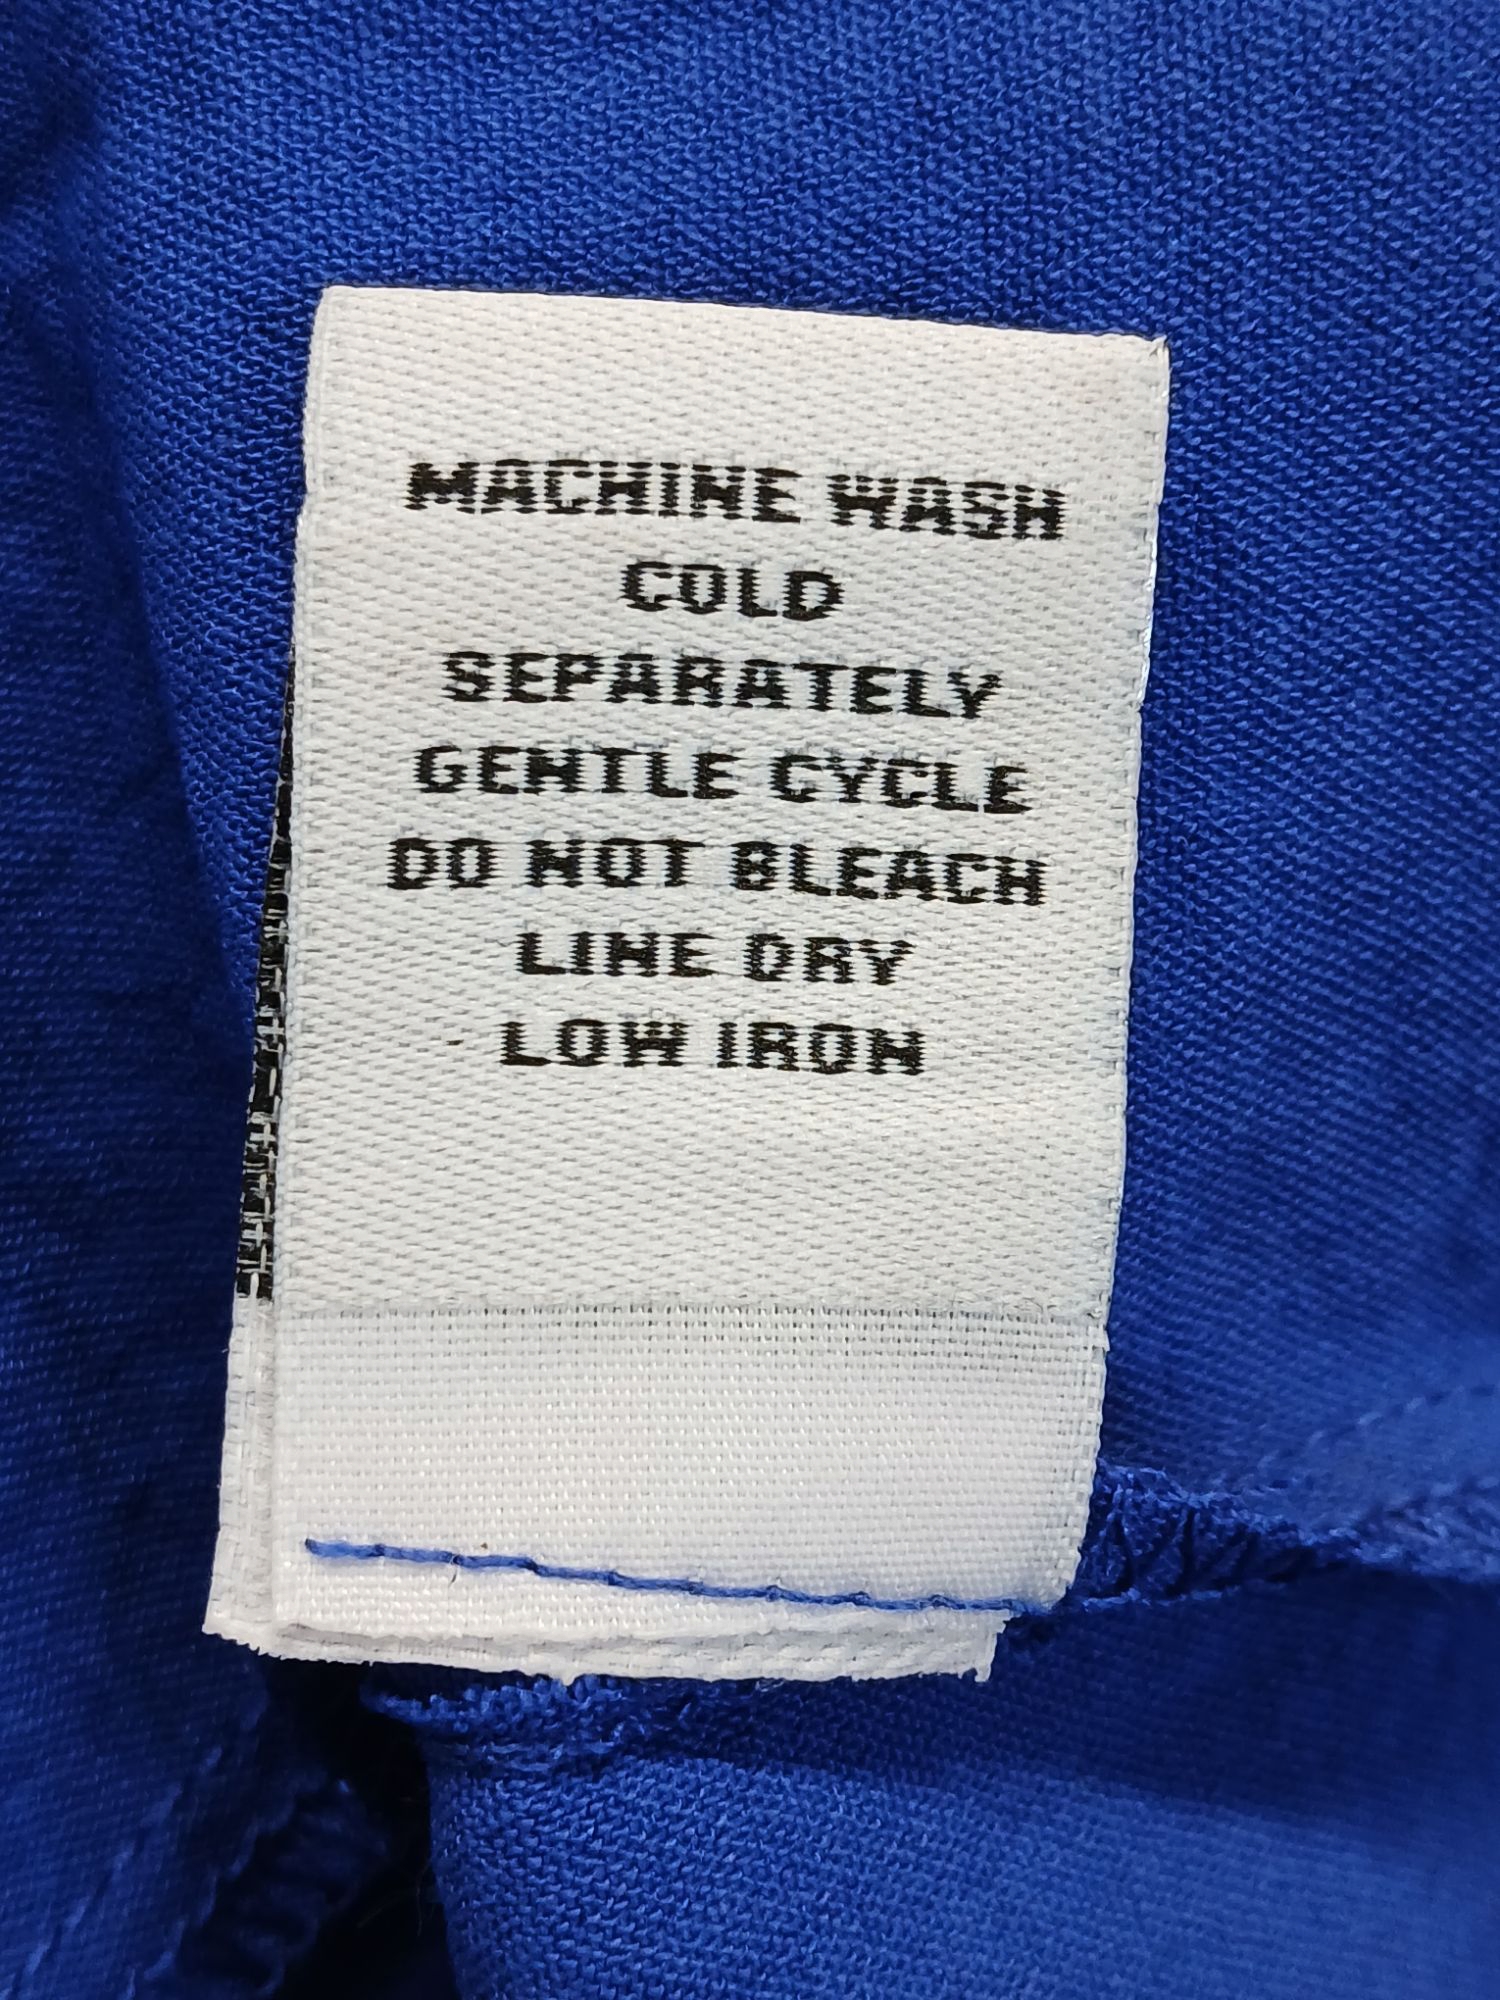 MACHINE WASH
COLD
SEPARATELY
GENTLE CYCLE
DO NOT BLEACH
LINE DRY
LOW IRON